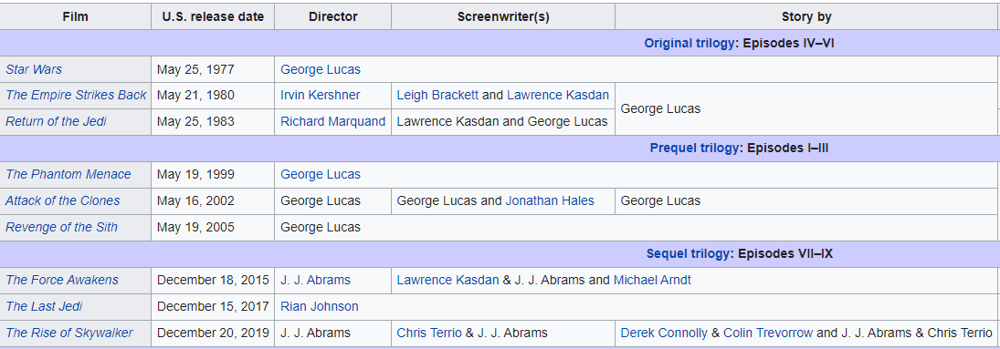 Film U.S. release date Director Screenwriter(s) Story by
Original trilogy: Episodes IV–VI
Star Wars May 25, 1977 George Lucas
The Empire Strikes Back May 21, 1980 Irvin Kershner Leigh Brackett and Lawrence Kasdan
George Lucas
Return of the Jedi May 25, 1983 Richard Marquand Lawrence Kasdan and George Lucas
Prequel trilogy: Episodes I–III
The Phantom Menace May 19, 1999 George Lucas
Attack of the Clones May 16, 2002 George Lucas George Lucas and Jonathan Hales George Lucas
Revenge of the Sith May 19, 2005 George Lucas
Sequel trilogy: Episodes VII–IX
The Force Awakens December 18, 2015 J. J. Abrams Lawrence Kasdan & J. J. Abrams and Michael Arndt
The Last Jedi December 15, 2017 Rian Johnson
The Rise of Skywalker December 20, 2019 J. J. Abrams Chris Terrio & J. J. Abrams Derek Connolly & Colin Trevorrow and J. J. Abrams & Chris Terrio